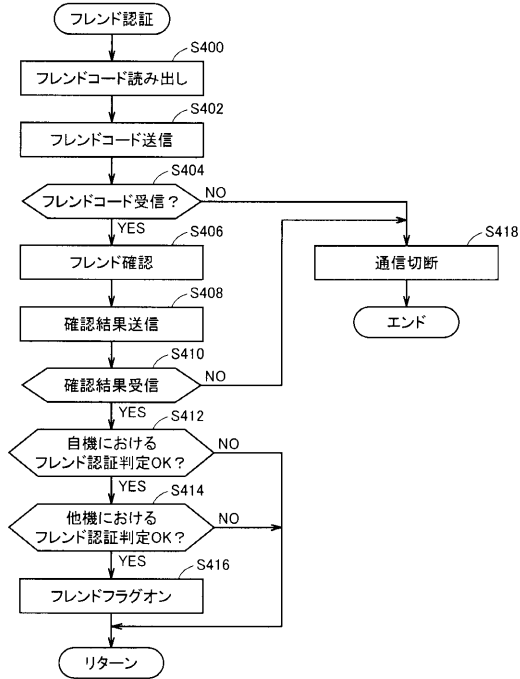 フレンド認証
S400
フレンドコード読み出し
S402
フレンドコード送信
S404
フレンドコード受信？
NO
YES
S406
フレンド確認
S418
通信切断
S408
確認結果送信
エンド
S410
確認結果受信
NO
YES
S412
自機における
フレンド認証判定OK？
NO
YES
S414
他機における
フレンド認証判定OK？
NO
YES
S416
フレンドフラグオン
リターン